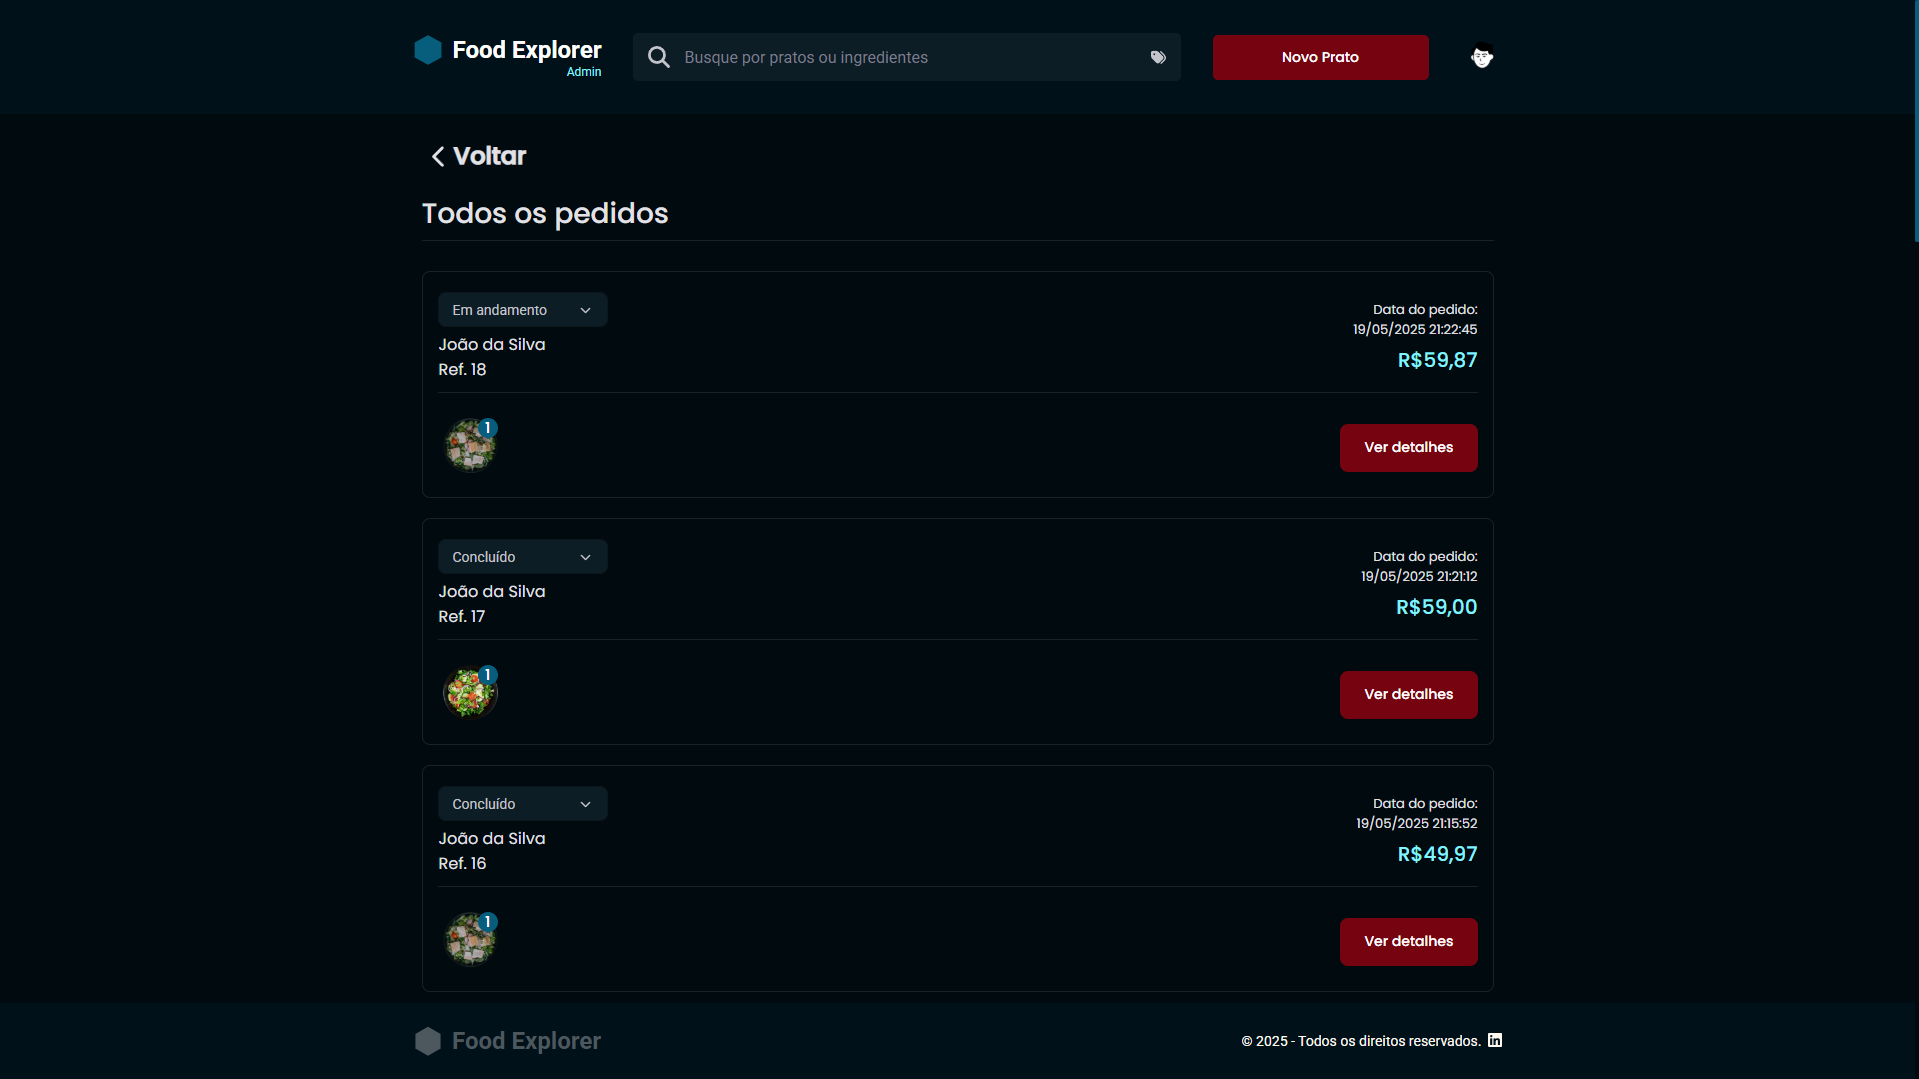 Food Explorer
Admin
Busque por pratos ou ingredientes
Novo Prato
Voltar
Todos os pedidos
Em andamento
João da Silva
Ref. 18
Data do pedido:
19/05/2025 21:22:45
R$59,87
1
Ver detalhes
Concluído
João da Silva
Ref. 17
Data do pedido:
19/05/2025 21:21:12
R$59,00
1
Ver detalhes
Concluído
João da Silva
Ref. 16
Data do pedido:
19/05/2025 21:15:52
R$49,97
1
Ver detalhes
Food Explorer
© 2025 - Todos os direitos reservados.